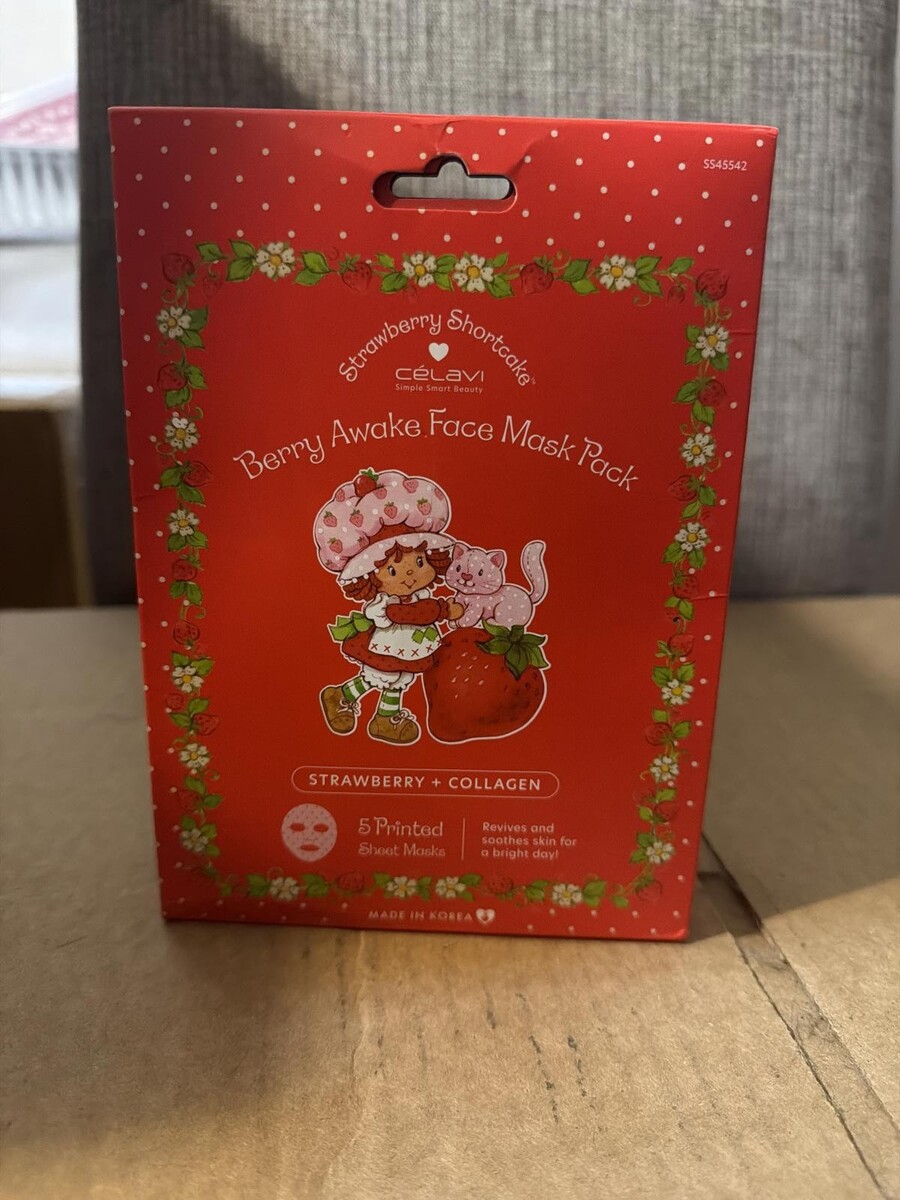 SS45542
Strawberry Shortcake™
CÉLAVI
Simple Smart Beauty
Berry Awake Face Mask Pack
STRAWBERRY + COLLAGEN
5 Printed
Sheet Masks
Revives and
soothes skin for
a bright day!
MADE IN KOREA